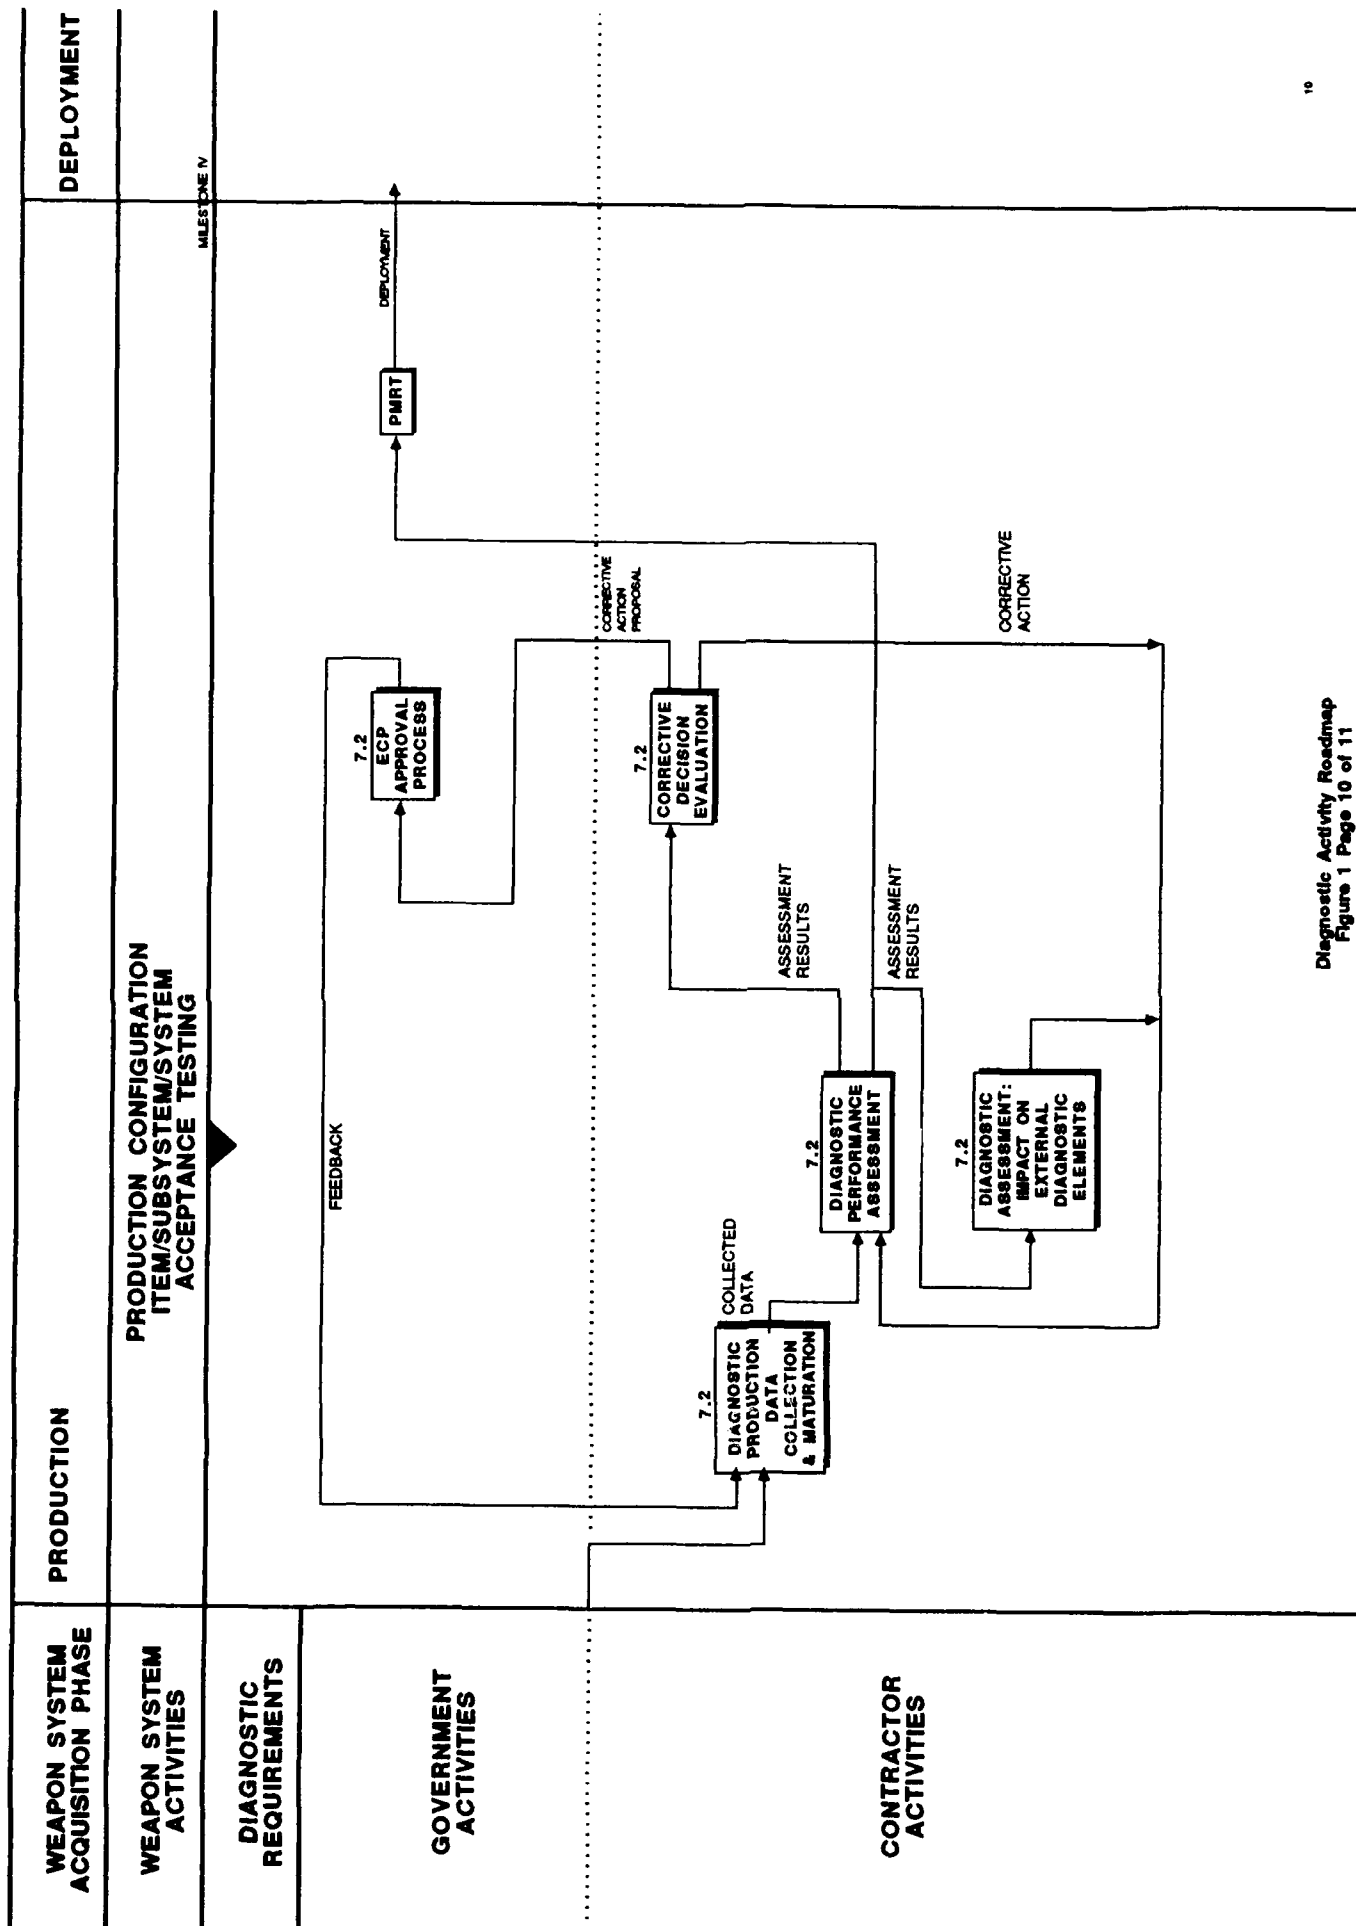 WEAPON SYSTEM
ACQUISITION PHASE
PRODUCTION
DEPLOYMENT
WEAPON SYSTEM
ACTIVITIES
PRODUCTION CONFIGURATION
ITEM/SUBSYSTEM/SYSTEM
ACCEPTANCE TESTING
MILESTONE IV
DIAGNOSTIC
REQUIREMENTS
GOVERNMENT
ACTIVITIES
FEEDBACK
7.2
ECP
APPROVAL
PROCESS
PMRT
DEPLOYMENT
CORRECTIVE
ACTION
PROPOSAL
CONTRACTOR
ACTIVITIES
7.2
DIAGNOSTIC
PRODUCTION
DATA
COLLECTION
& MATURATION
COLLECTED
DATA
7.2
DIAGNOSTIC
PERFORMANCE
ASSESSMENT
ASSESSMENT
RESULTS
7.2
CORRECTIVE
DECISION
EVALUATION
ASSESSMENT
RESULTS
7.2
DIAGNOSTIC
ASSESSMENT:
IMPACT ON
EXTERNAL
DIAGNOSTIC
ELEMENTS
CORRECTIVE
ACTION
Diagnostic Activity Roadmap
Figure 1 Page 10 of 11
10